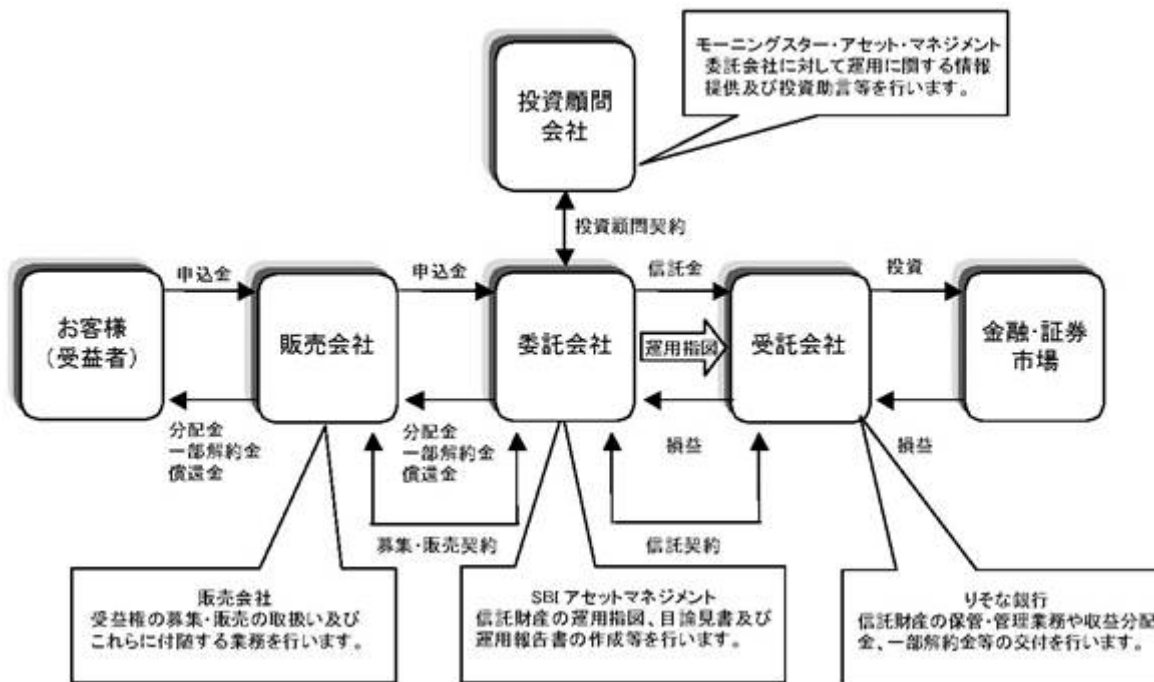 モーニングスター・アセット・マネジメント
委託会社に対して運用に関する情報
提供及び投資助言等を行います。
投資顧問
会社
投資顧問契約
申込金
申込金
信託金
投資
お客様
（受益者）
販売会社
委託会社
運用指図
受託会社
金融・証券
市場
分配金
一部解約金
償還金
分配金
一部解約金
償還金
損益
損益
募集・販売契約
信託契約
販売会社
受益権の募集・販売の取扱い及び
これらに付随する業務を行います。
SBI アセットマネジメント
信託財産の運用指図、目論見書及び
運用報告書の作成等を行います。
りそな銀行
信託財産の保管・管理業務や収益分配
金、一部解約金等の交付を行います。